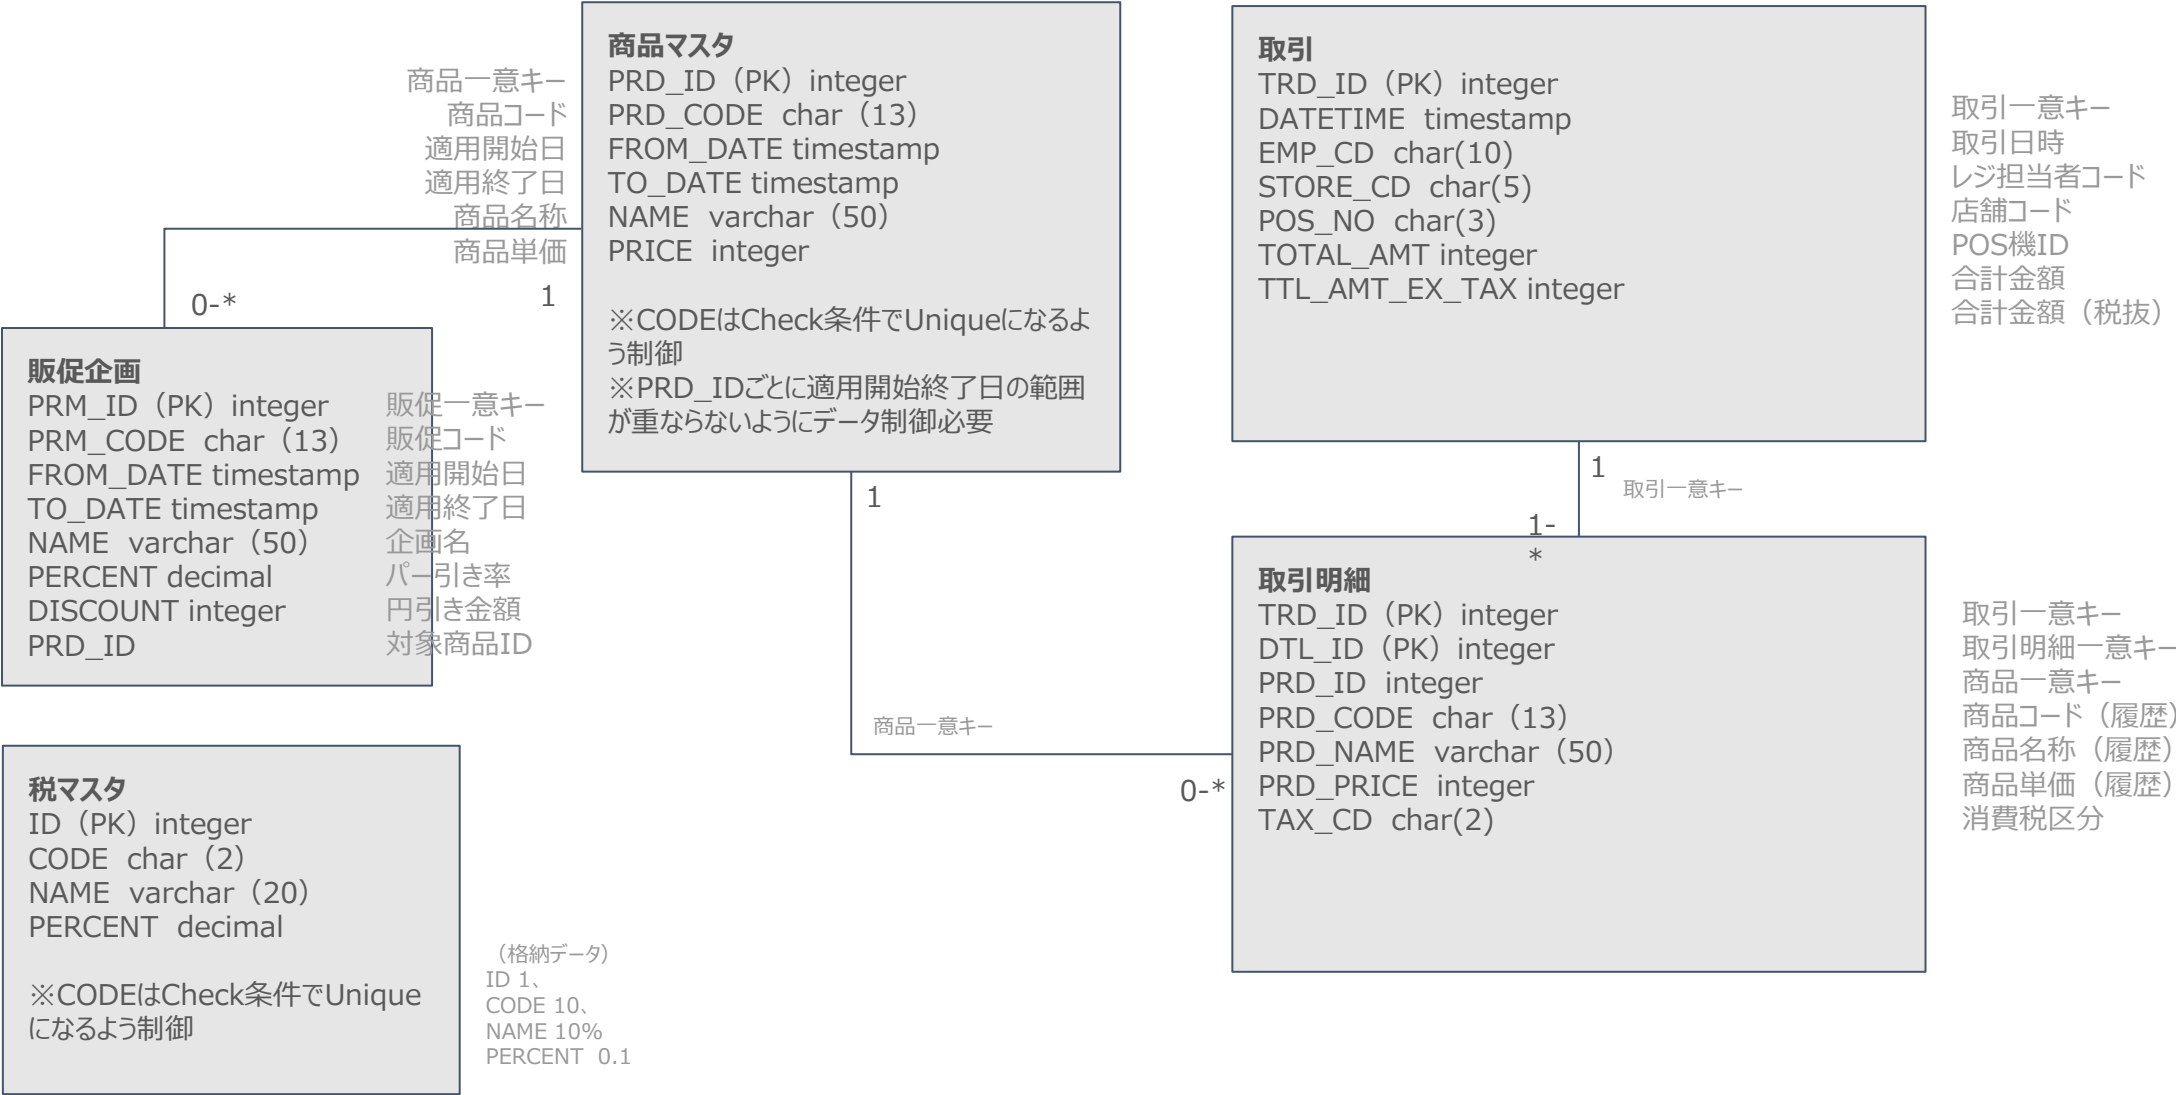 商品マスタ
PRD_ID（PK）integer
PRD_CODE char（13）
FROM_DATE timestamp
TO_DATE timestamp
NAME varchar（50）
PRICE integer
※CODEはCheck条件でUniqueになるよ
う制御
※PRD_IDごとに適用開始終了日の範囲
が重ならないようにデータ制御必要
商品一意キー
商品コード
適用開始日
適用終了日
商品名称
商品単価
0-*
1
取引
TRD_ID（PK）integer
DATETIME timestamp
EMP_CD char(10)
STORE_CD char(5)
POS_NO char(3)
TOTAL_AMT integer
TTL_AMT_EX_TAX integer
取引一意キー
取引日時
レジ担当者コード
店舗コード
POS機ID
合計金額
合計金額（税抜）
販促企画
PRM_ID（PK）integer
PRM_CODE char（13）
FROM_DATE timestamp
TO_DATE timestamp
NAME varchar（50）
PERCENT decimal
DISCOUNT integer
PRD_ID
販促一意キー
販促コード
適用開始日
適用終了日
企画名
パー引き率
円引き金額
対象商品ID
1
商品一意キー
0-*
1
取引一意キー
1-
*
取引明細
TRD_ID（PK）integer
DTL_ID（PK）integer
PRD_ID integer
PRD_CODE char（13）
PRD_NAME varchar（50）
PRD_PRICE integer
TAX_CD char(2)
取引一意キー
取引明細一意キー
商品一意キー
商品コード（履歴）
商品名称（履歴）
商品単価（履歴）
消費税区分
税マスタ
ID（PK）integer
CODE char（2）
NAME varchar（20）
PERCENT decimal
※CODEはCheck条件でUnique
になるよう制御
（格納データ）
ID 1、
CODE 10、
NAME 10%
PERCENT 0.1